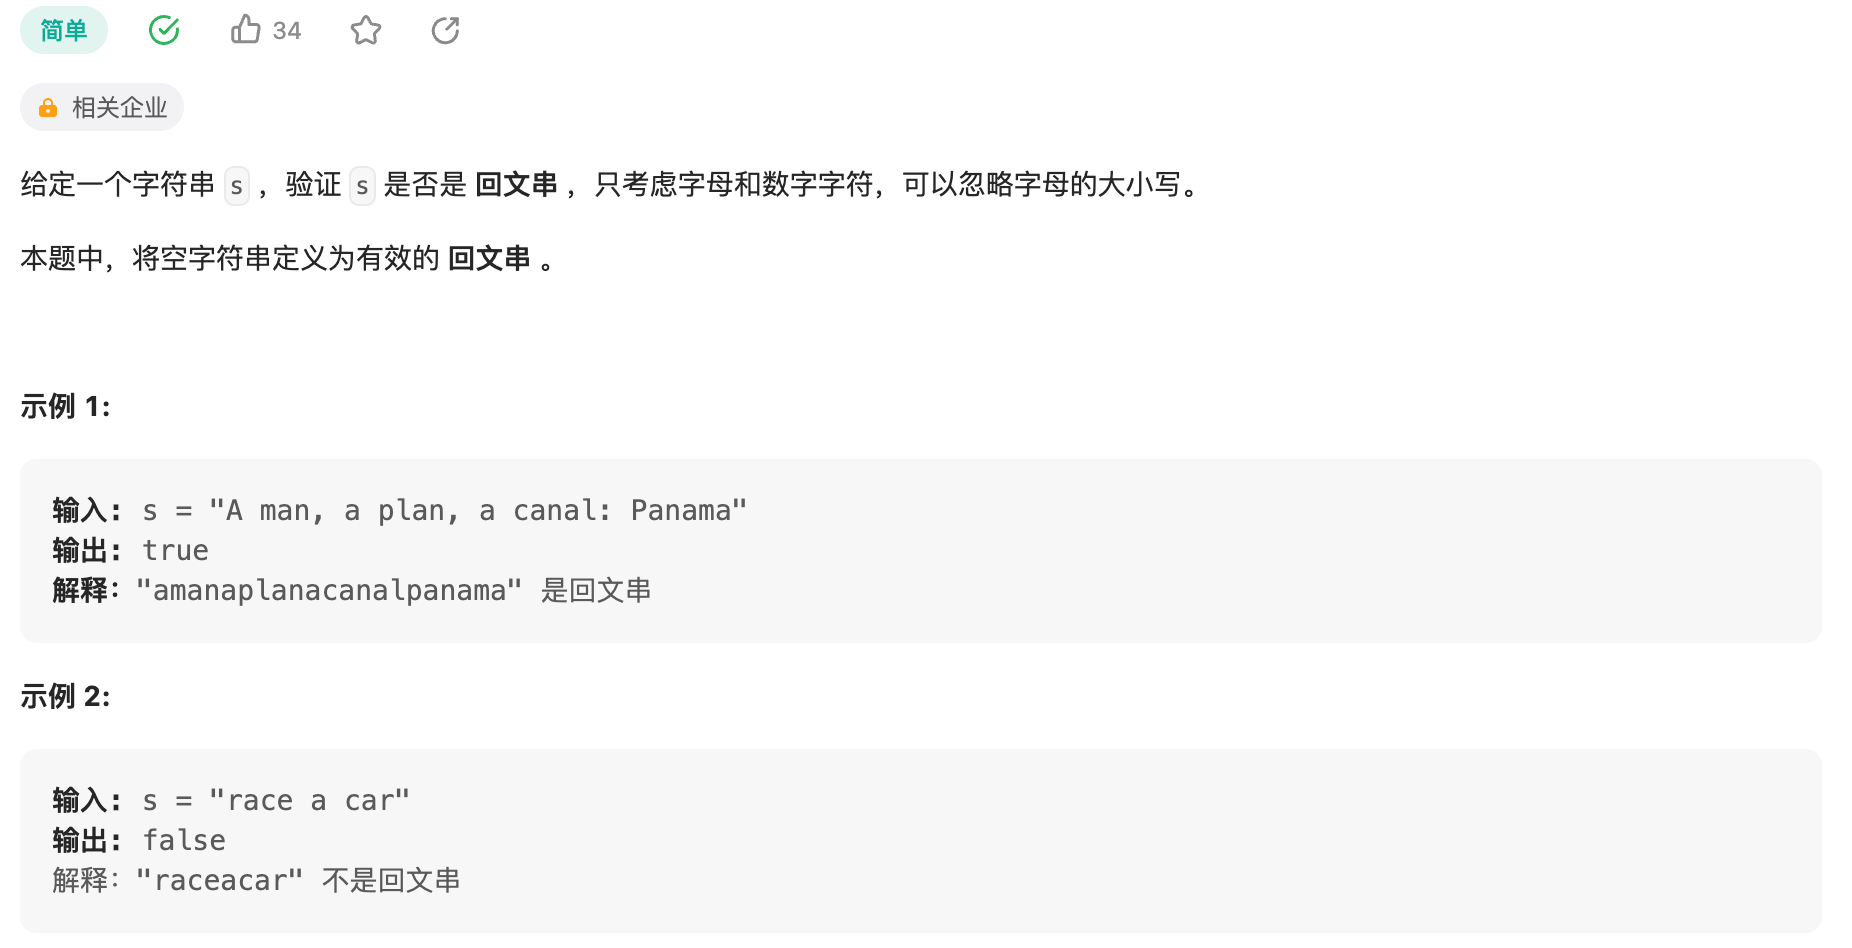 简单 34
相关企业
给定一个字符串 s ，验证 s 是否是 回文串 ，只考虑字母和数字字符，可以忽略字母的大小写。
本题中，将空字符串定义为有效的 回文串 。
示例 1:
输入: s = "A man, a plan, a canal: Panama"
输出: true
解释："amanaplanacanalpanama" 是回文串
示例 2:
输入: s = "race a car"
输出: false
解释："raceacar" 不是回文串